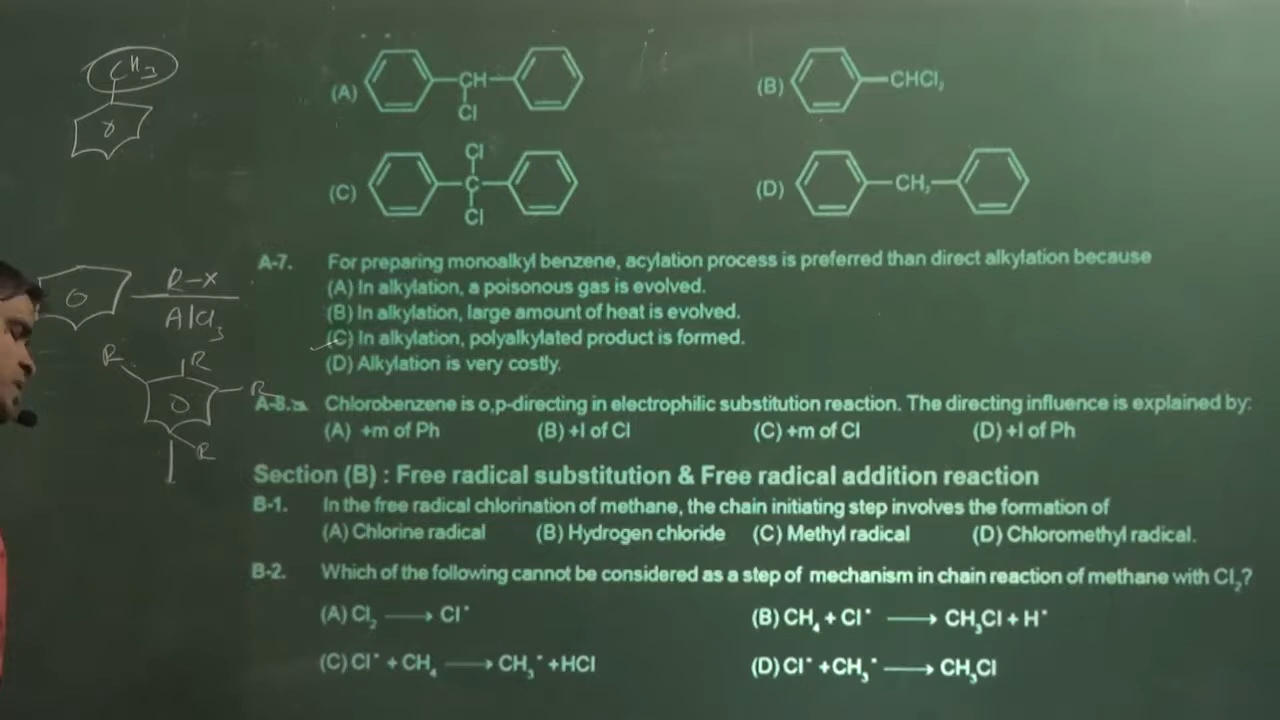 CH3
(A) CH Cl
(B) CHCl2
(C) Cl C Cl
(D) CH2
A-7. For preparing monoalkyl benzene, acylation process is preferred than direct alkylation because
(A) In alkylation, a poisonous gas is evolved.
(B) In alkylation, large amount of heat is evolved.
(C) In alkylation, polyalkylated product is formed.
(D) Alkylation is very costly.
R-X
AlCl3
R R R R
A-8. Chlorobenzene is o,p-directing in electrophilic substitution reaction. The directing influence is explained by:
(A) +m of Ph (B) +I of Cl (C) +m of Cl (D) +I of Ph
Section (B) : Free radical substitution & Free radical addition reaction
B-1. In the free radical chlorination of methane, the chain initiating step involves the formation of
(A) Chlorine radical (B) Hydrogen chloride (C) Methyl radical (D) Chloromethyl radical.
B-2. Which of the following cannot be considered as a step of mechanism in chain reaction of methane with Cl2?
(A) Cl2 ⟶ Cl• (B) CH4 + Cl• ⟶ CH3Cl + H•
(C) Cl• + CH4 ⟶ CH3• +HCl (D) Cl• +CH3• ⟶ CH3Cl